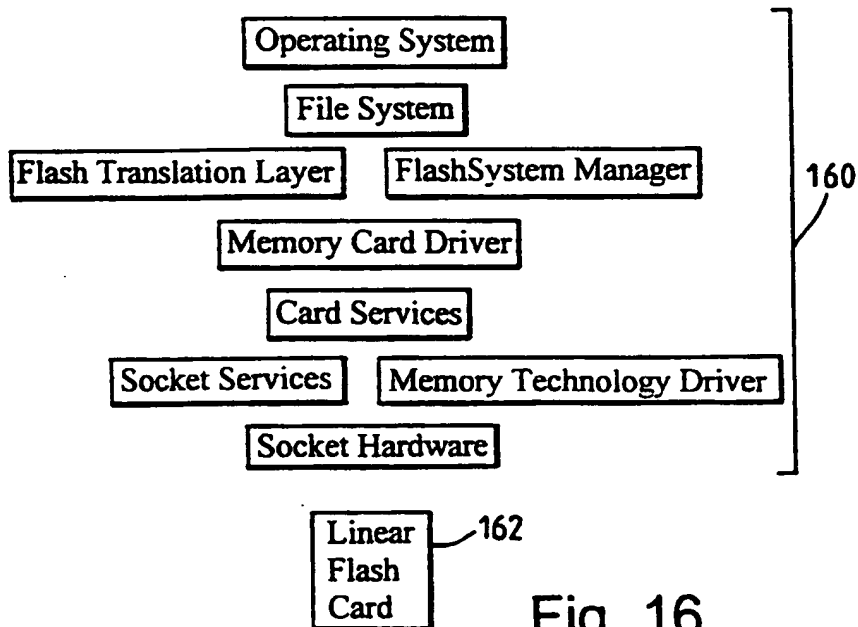 Operating System
File System
Flash Translation Layer
FlashSystem Manager
160
Memory Card Driver
Card Services
Socket Services
Memory Technology Driver
Socket Hardware
Linear
Flash
Card
162
Fig. 16